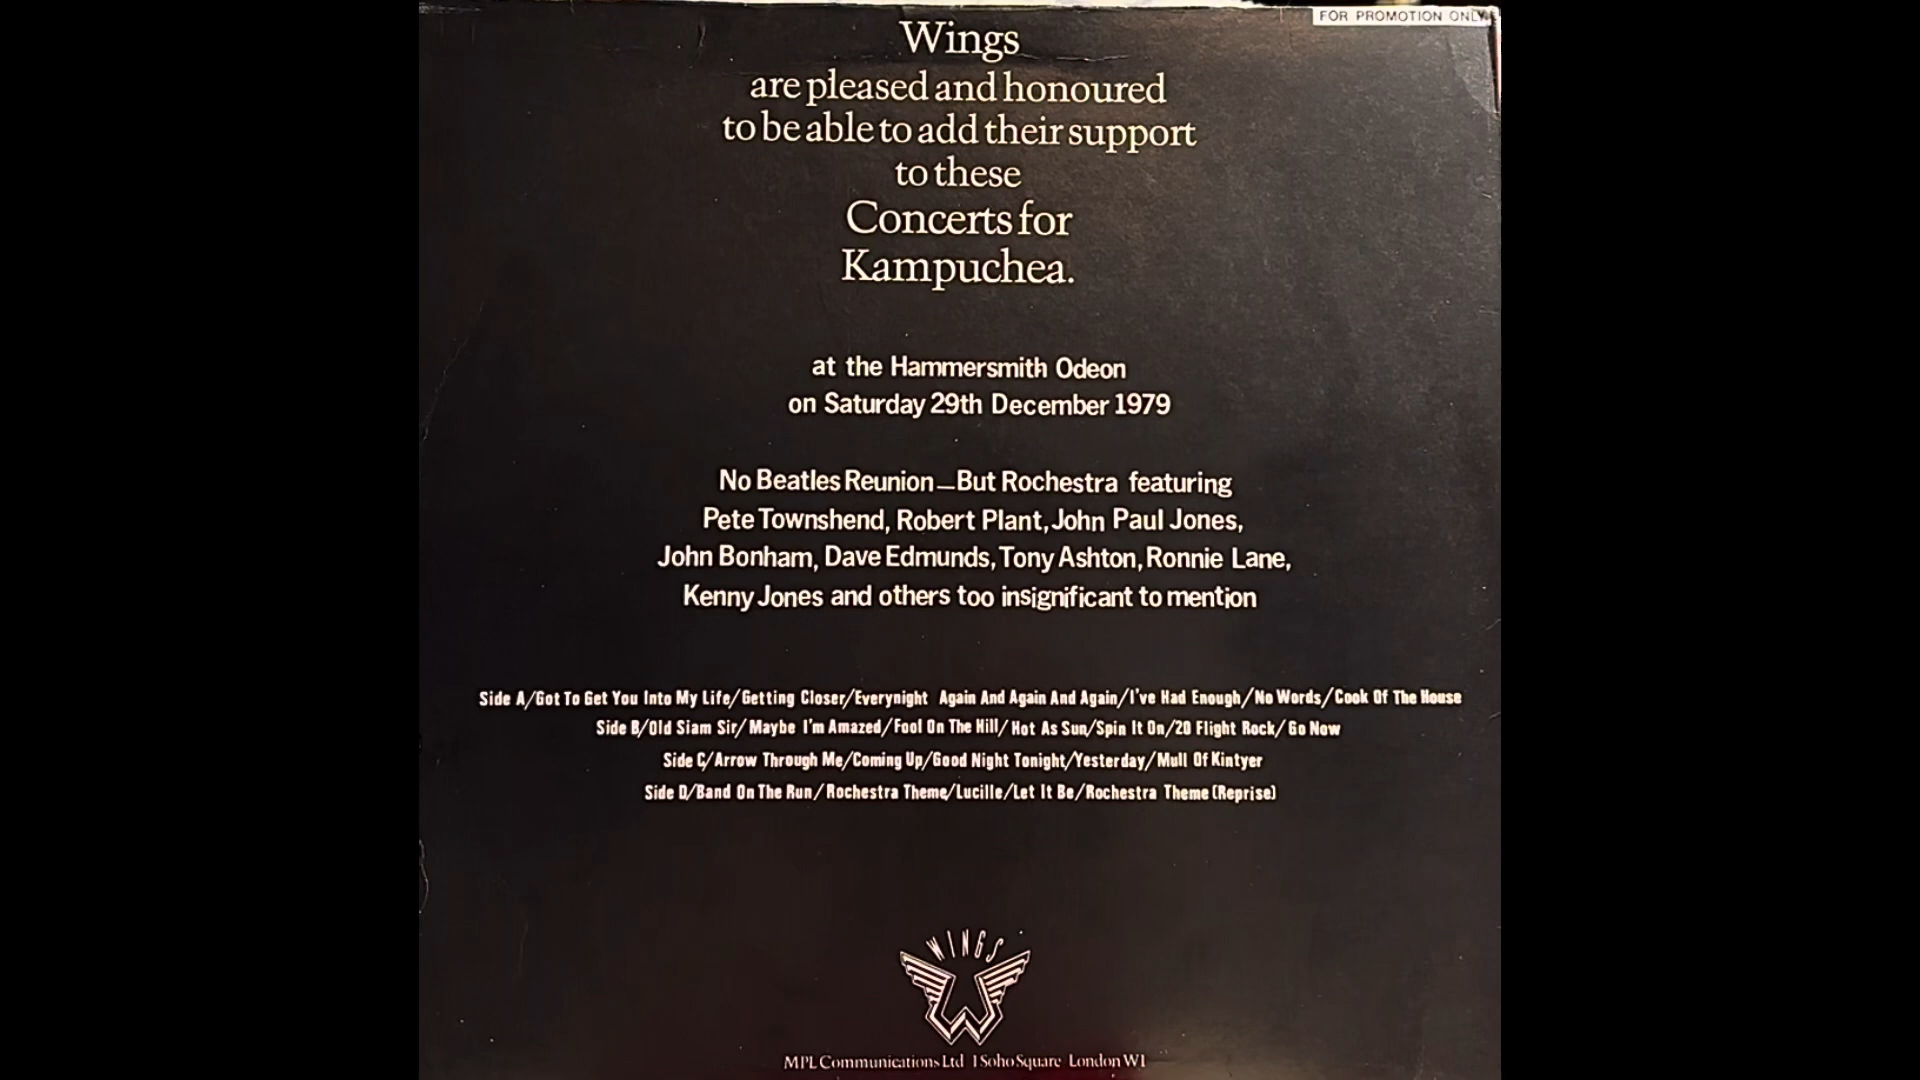 FOR PROMOTION ONLY
Wings
are pleased and honoured
to be able to add their support
to these
Concerts for
Kampuchea.
at the Hammersmith Odeon
on Saturday 29th December 1979
No Beatles Reunion—But Rochestra featuring
Pete Townshend, Robert Plant, John Paul Jones,
John Bonham, Dave Edmunds, Tony Ashton, Ronnie Lane,
Kenny Jones and others too insignificant to mention
Side A/Got To Get You Into My Life/Getting Closer/Everynight Again And Again And Again/I've Had Enough/No Words/Cook Of The House
Side B/Old Siam Sir/Maybe I'm Amazed/Fool On The Hill/Hot As Sun/Spin It On/20 Flight Rock/Go Now
Side C/Arrow Through Me/Coming Up/Good Night Tonight/Yesterday/Mull Of Kintyer
Side D/Band On The Run/Rochestra Theme/Lucille/Let It Be/Rochestra Theme (Reprise)
WINGS
MPL Communications Ltd 1 Soho Square London W1